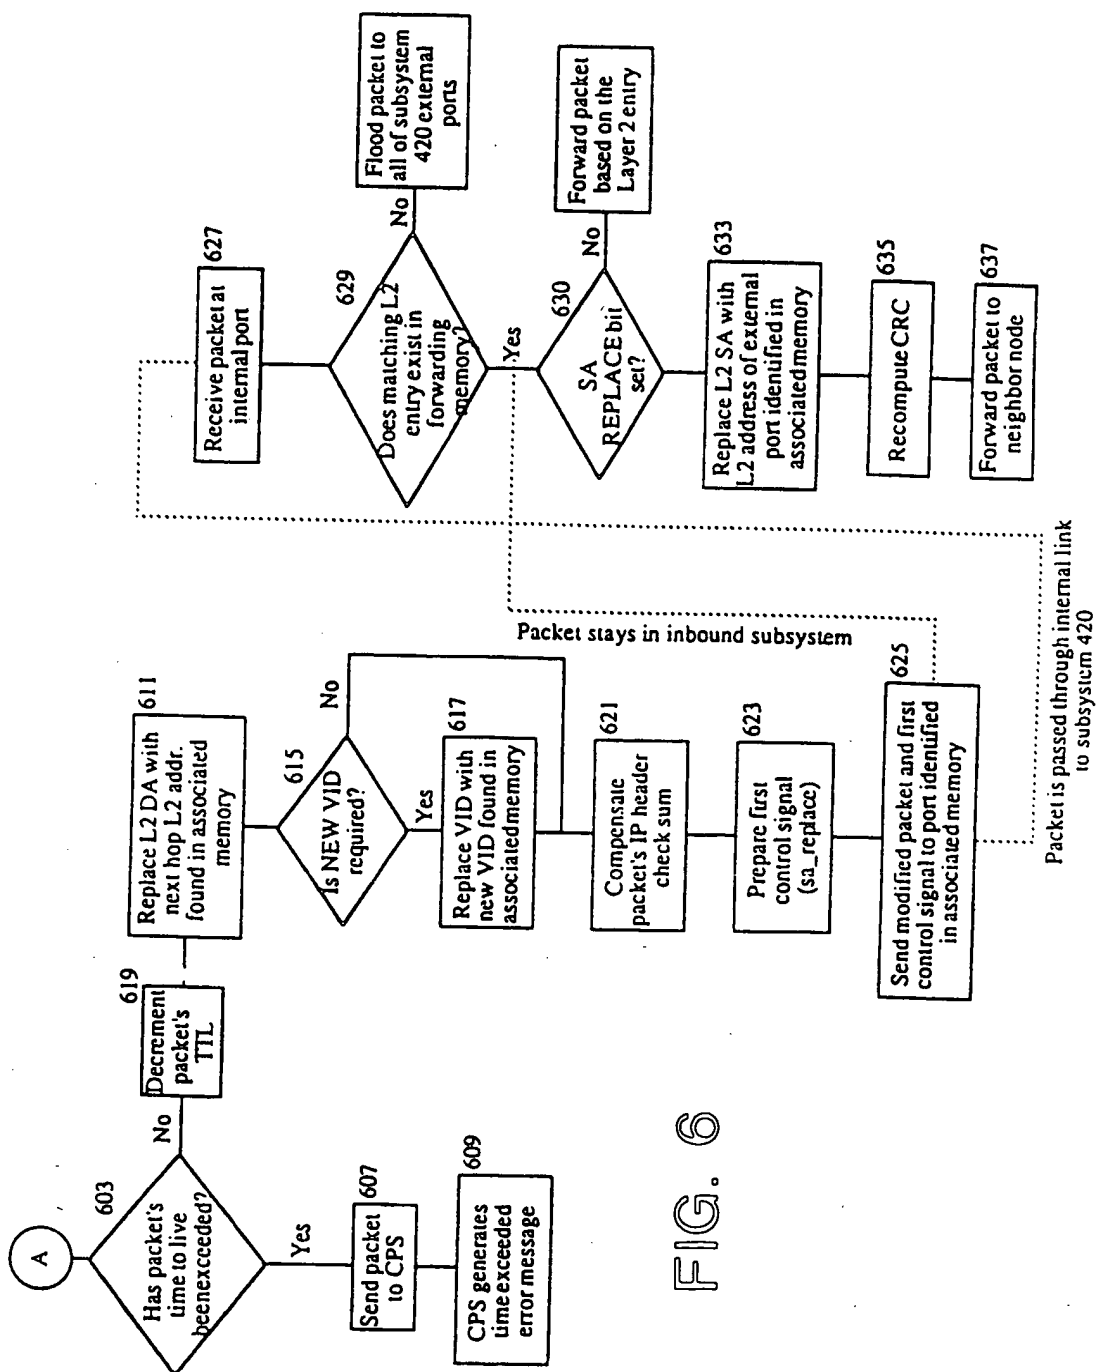 A
603
Has packet's
time to live
been exceeded?
No
Yes
607
Send packet
to CPS
609
CPS generates
time exceeded
error message
619
Decrement
packet's
TTL
611
Replace L2 DA with
next hop L2 addr.
found in associated
memory
615
Is NEW VID
required?
No
Yes
617
Replace VID with
new VID found in
associated memory
621
Compensate
packet's IP header
check sum
623
Prepare first
control signal
(sa_replace)
625
Send modified packet and first
control signal to port identified
in associated memory
Packet stays in inbound subsystem
Packet is passed through internal link
to subsystem 420
627
Receive packet at
internal port
629
Does matching L2
entry exist in
forwarding
memory?
No
Flood packet to
all of subsystem
420 external
ports
Yes
630
SA
REPLACE bit
set?
No
Forward packet
based on the
Layer 2 entry
633
Replace L2 SA with
L2 address of external
port identified in
associated memory
635
Recompute CRC
637
Forward packet to
neighbor node
FIG. 6